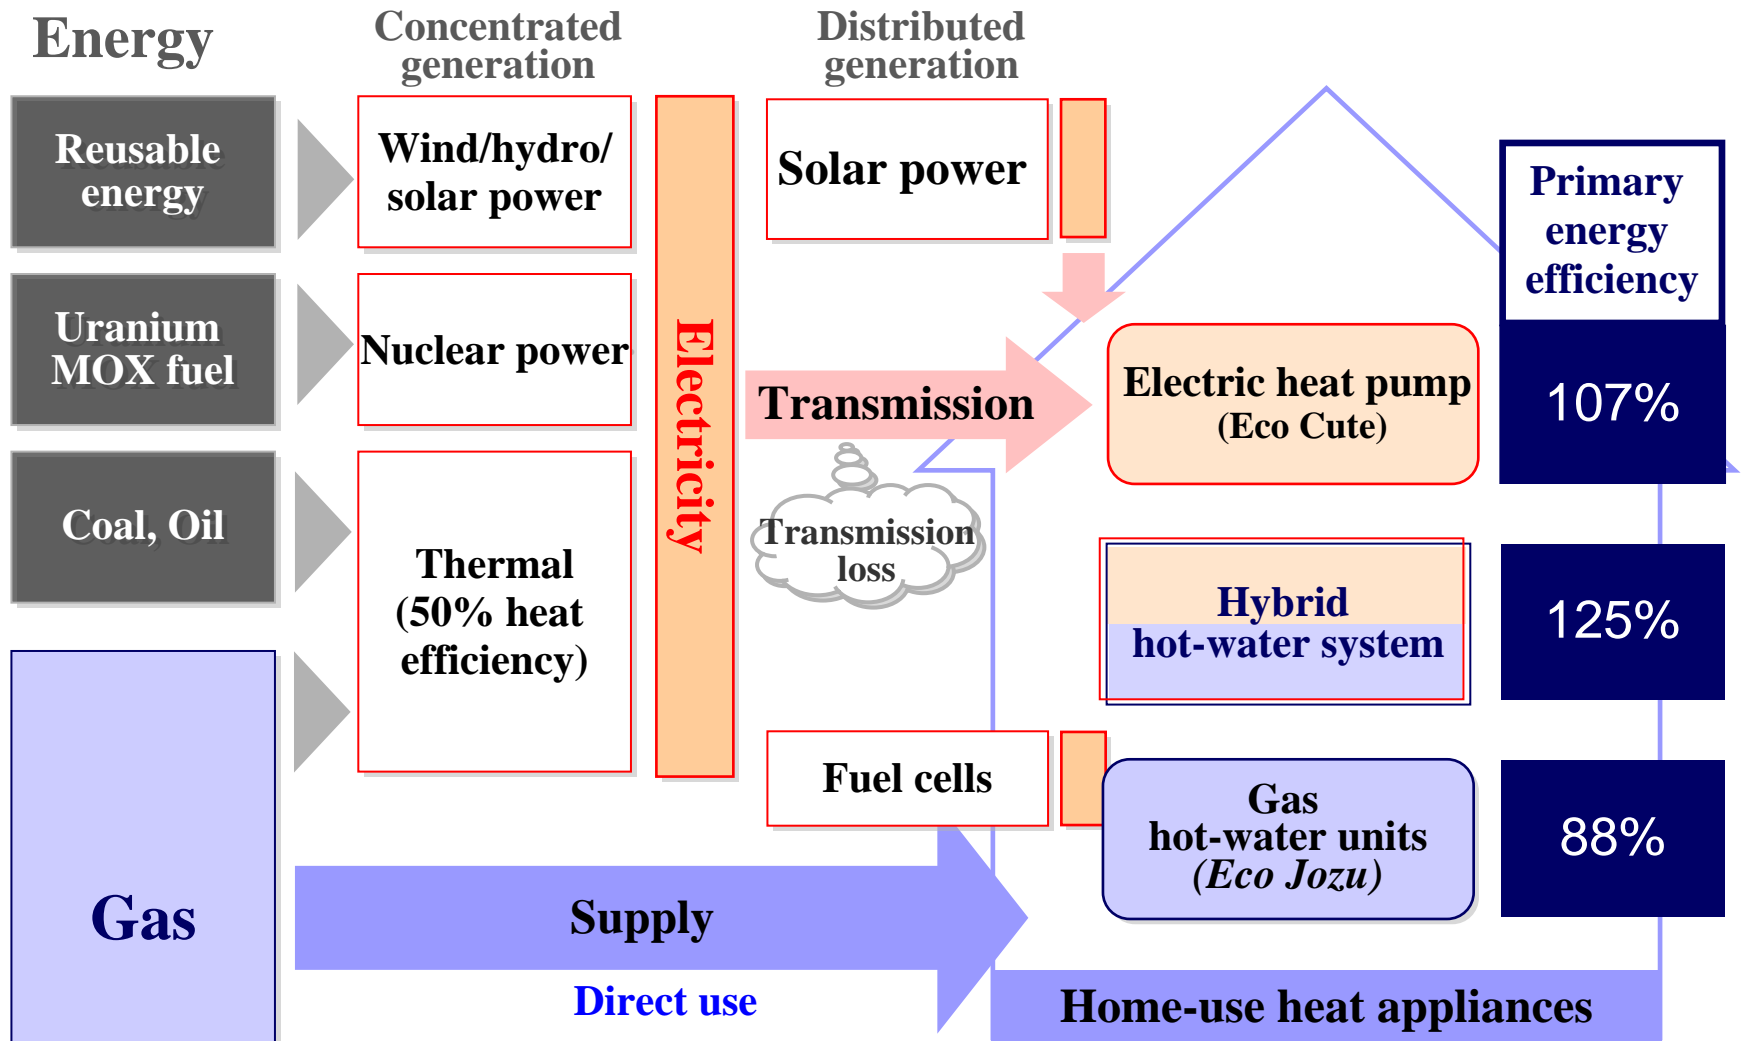 Energy
Concentrated
generation
Distributed
generation
Reusable
energy
Wind/hydro/
solar power
Solar power
Primary
energy
efficiency
Uranium
MOX fuel
Nuclear power
Electricity
Transmission
Electric heat pump
(Eco Cute)
107%
Coal, Oil
Thermal
(50% heat
efficiency)
Transmission
loss
Hybrid
hot-water system
125%
Fuel cells
Gas
hot-water units
(Eco Jozu)
88%
Gas
Supply
Direct use
Home-use heat appliances